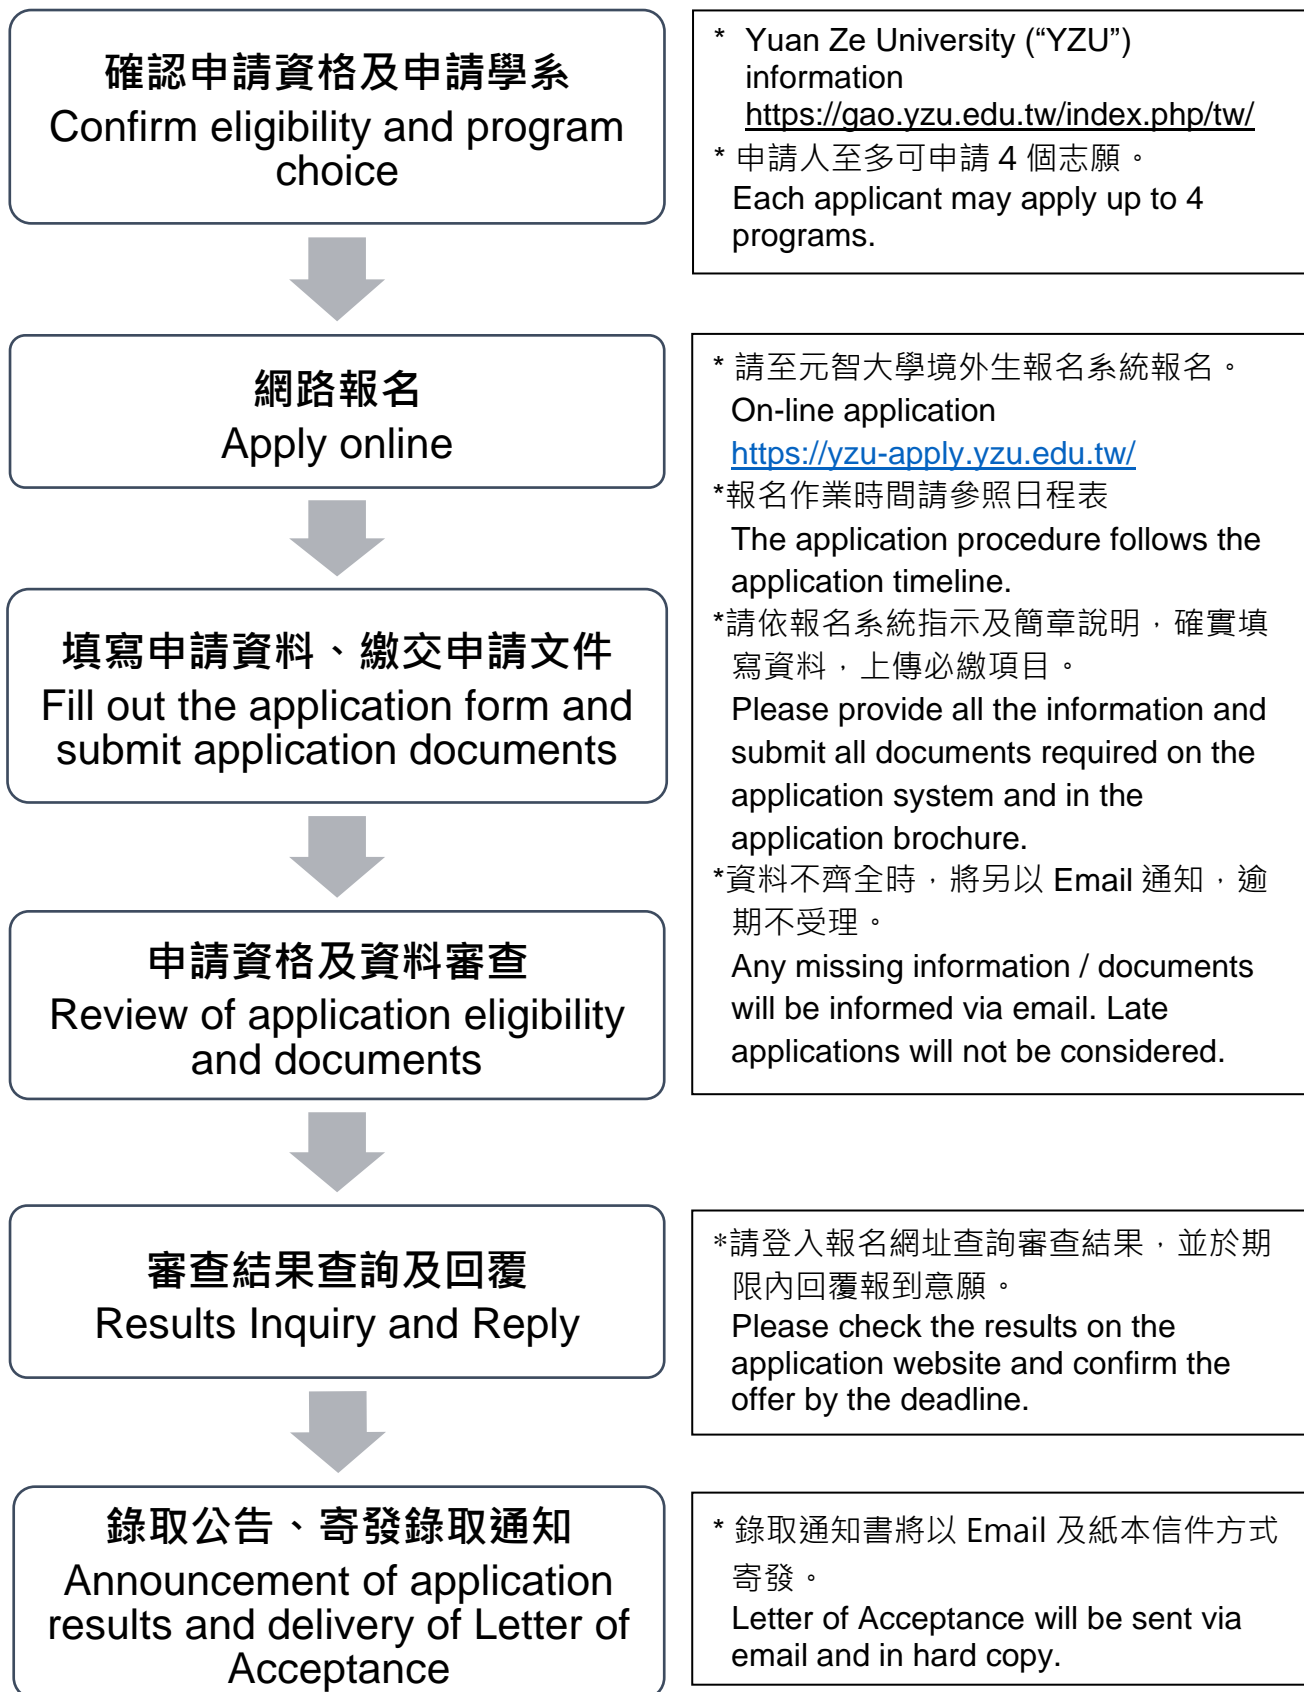 確認申請資格及申請學系
Confirm eligibility and program
choice
* Yuan Ze University (“YZU”)
information
https://gao.yzu.edu.tw/index.php/tw/
* 申請人至多可申請 4 個志願。
Each applicant may apply up to 4
programs.
網路報名
Apply online
* 請至元智大學境外生報名系統報名。
On-line application
https://yzu-apply.yzu.edu.tw/
*報名作業時間請參照日程表
The application procedure follows the
application timeline.
*請依報名系統指示及簡章說明，確實填
寫資料，上傳必繳項目。
Please provide all the information and
submit all documents required on the
application system and in the
application brochure.
*資料不齊全時，將另以 Email 通知，逾
期不受理。
Any missing information / documents
will be informed via email. Late
applications will not be considered.
填寫申請資料、繳交申請文件
Fill out the application form and
submit application documents
申請資格及資料審查
Review of application eligibility
and documents
審查結果查詢及回覆
Results Inquiry and Reply
*請登入報名網址查詢審查結果，並於期
限內回覆報到意願。
Please check the results on the
application website and confirm the
offer by the deadline.
錄取公告、寄發錄取通知
Announcement of application
results and delivery of Letter of
Acceptance
* 錄取通知書將以 Email 及紙本信件方式
寄發。
Letter of Acceptance will be sent via
email and in hard copy.